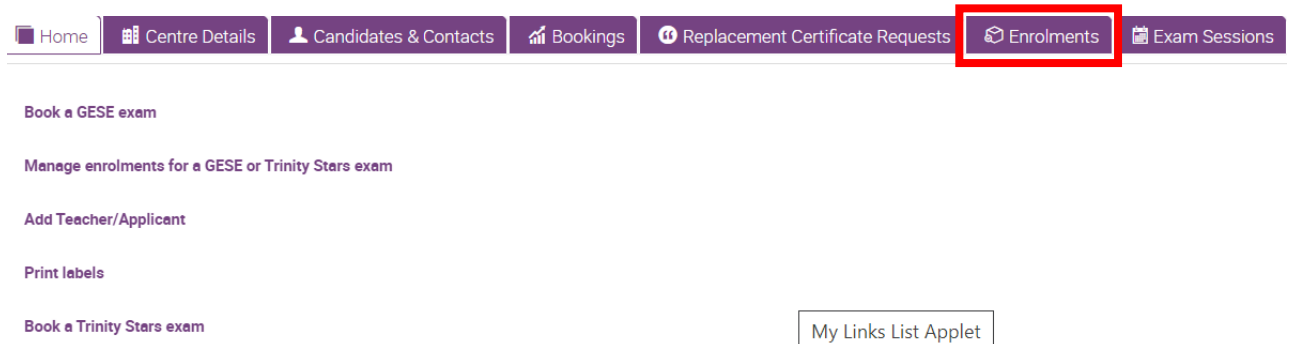 Home Centre Details Candidates & Contacts Bookings Replacement Certificate Requests Enrolments Exam Sessions
Book a GESE exam
Manage enrolments for a GESE or Trinity Stars exam
Add Teacher/Applicant
Print labels
Book a Trinity Stars exam
My Links List Applet